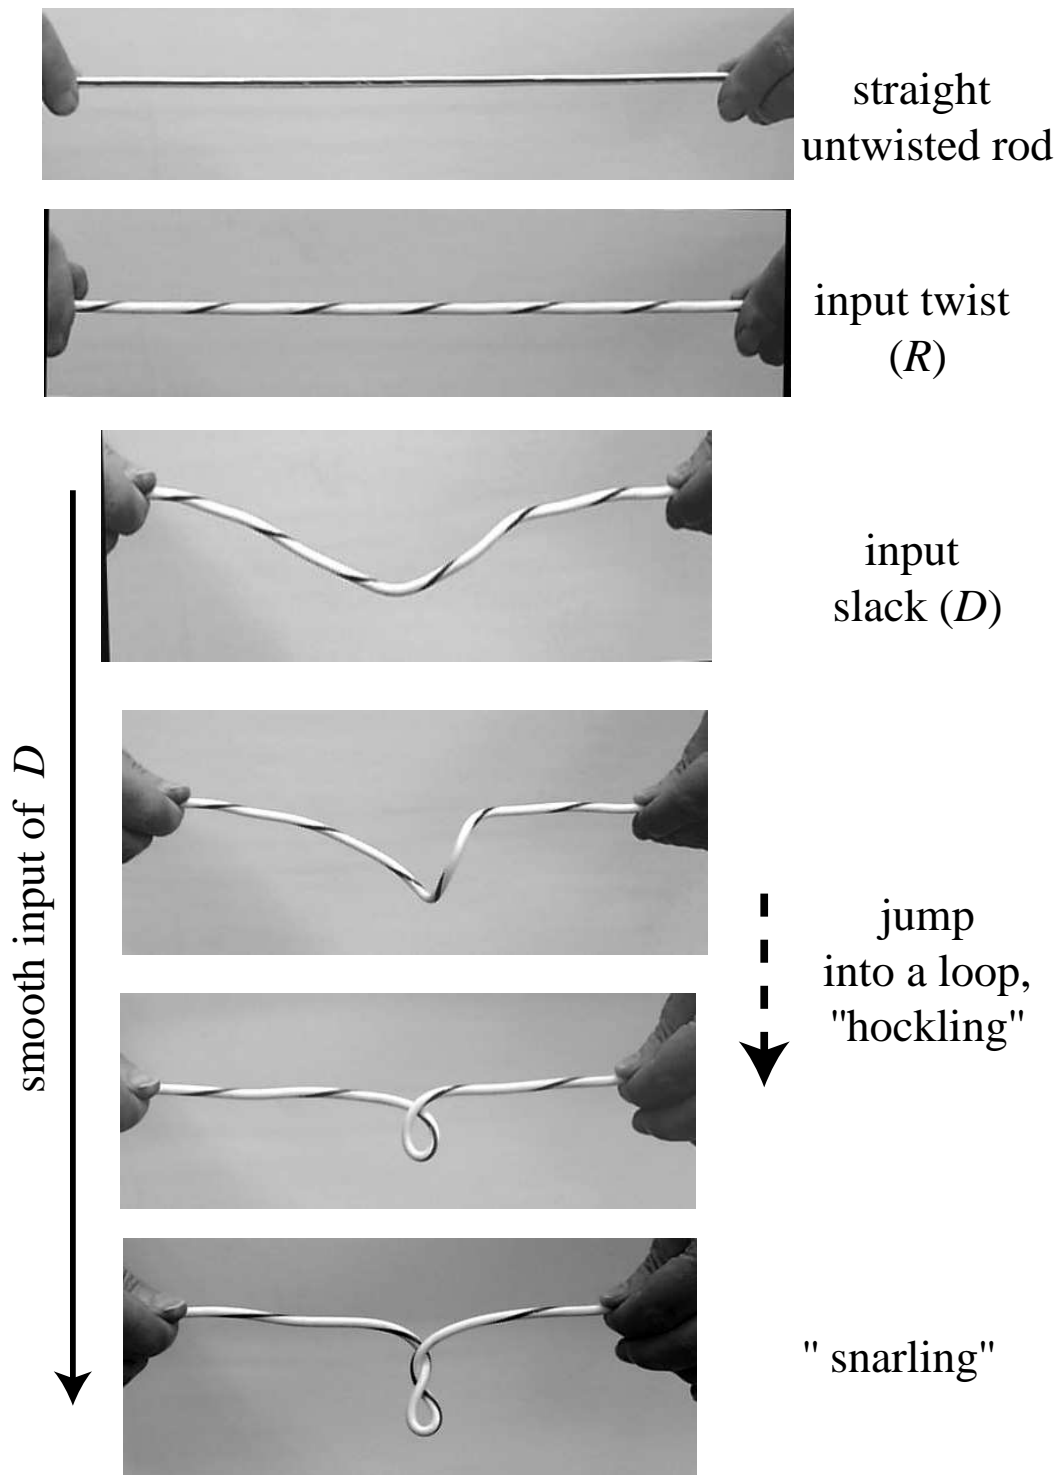 straight
untwisted rod
input twist
(R)
input
slack (D)
smooth input of D
jump
into a loop,
"hockling"
" snarling"